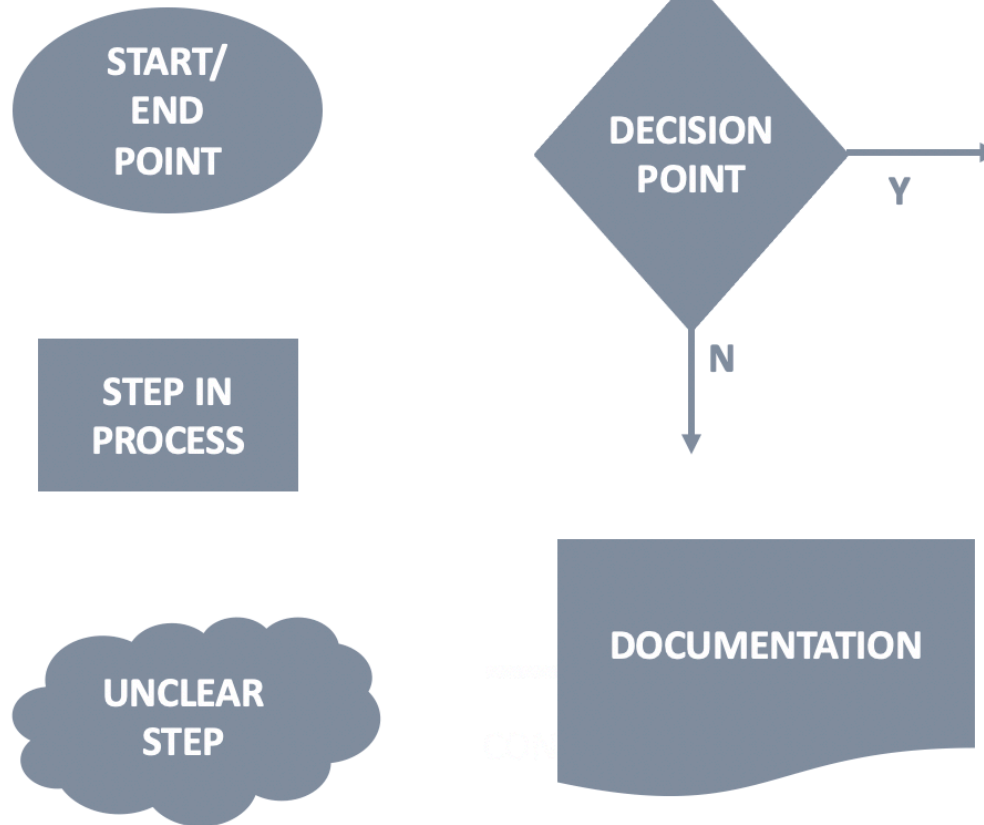 START/
END
POINT
DECISION
POINT
Y
N
STEP IN
PROCESS
DOCUMENTATION
UNCLEAR
STEP